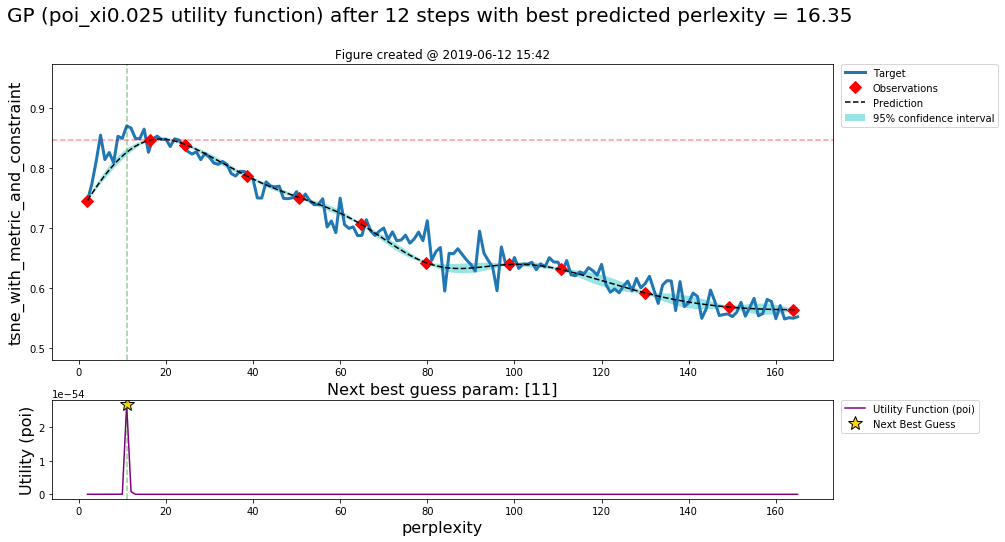 GP (poi_xi0.025 utility function) after 12 steps with best predicted perlexity = 16.35
Figure created @ 2019-06-12 15:42
tsne_with_metric_and_constraint
0.9
0.8
0.7
0.6
0.5
0 20 40 60 80 100 120 140 160
Target
Observations
Prediction
95% confidence interval
Next best guess param: [11]
1e−54
Utility (poi)
2
1
0
0 20 40 60 80 100 120 140 160
perplexity
Utility Function (poi)
Next Best Guess